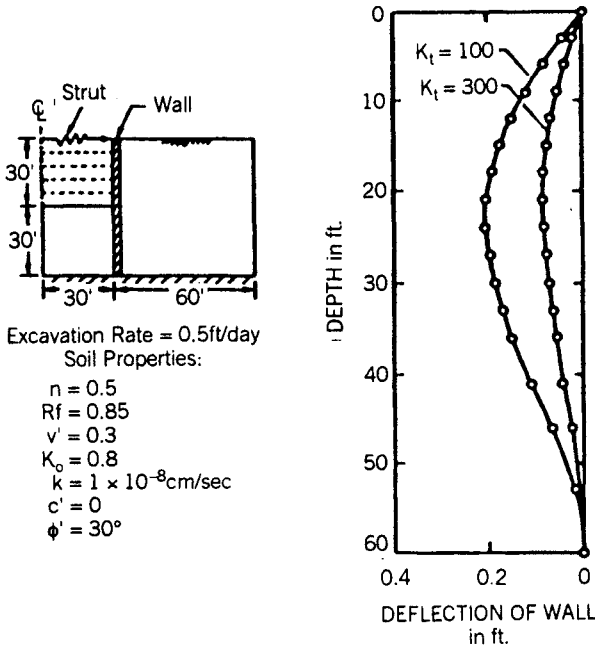 ℄ Strut
Wall
30'
30'
30'
60'
Excavation Rate = 0.5ft/day
Soil Properties:
n = 0.5
Rf = 0.85
v' = 0.3
Ko = 0.8
k = 1 × 10⁻⁸cm/sec
c' = 0
ϕ' = 30°
0
10
20
30
40
50
60
DEPTH in ft.
Kt = 100
Kt = 300
0.4
0.2
0
DEFLECTION OF WALL
in ft.